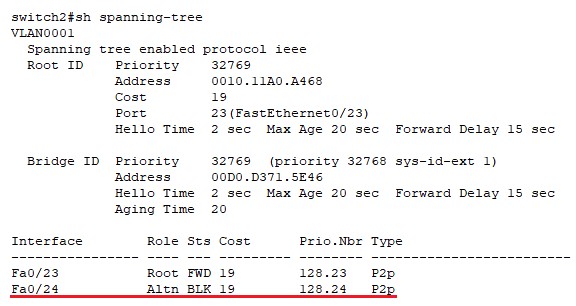 switch2#sh spanning-tree
VLAN0001
  Spanning tree enabled protocol ieee
  Root ID    Priority    32769
             Address     0010.11A0.A468
             Cost        19
             Port        23(FastEthernet0/23)
             Hello Time  2 sec  Max Age 20 sec  Forward Delay 15 sec
  Bridge ID  Priority    32769  (priority 32768 sys-id-ext 1)
             Address     00D0.D371.5E46
             Hello Time  2 sec  Max Age 20 sec  Forward Delay 15 sec
             Aging Time  20
Interface        Role Sts Cost      Prio.Nbr Type
---------------- ---- --- --------- -------- --------------------------
Fa0/23           Root FWD 19        128.23   P2p
Fa0/24           Altn BLK 19        128.24   P2p